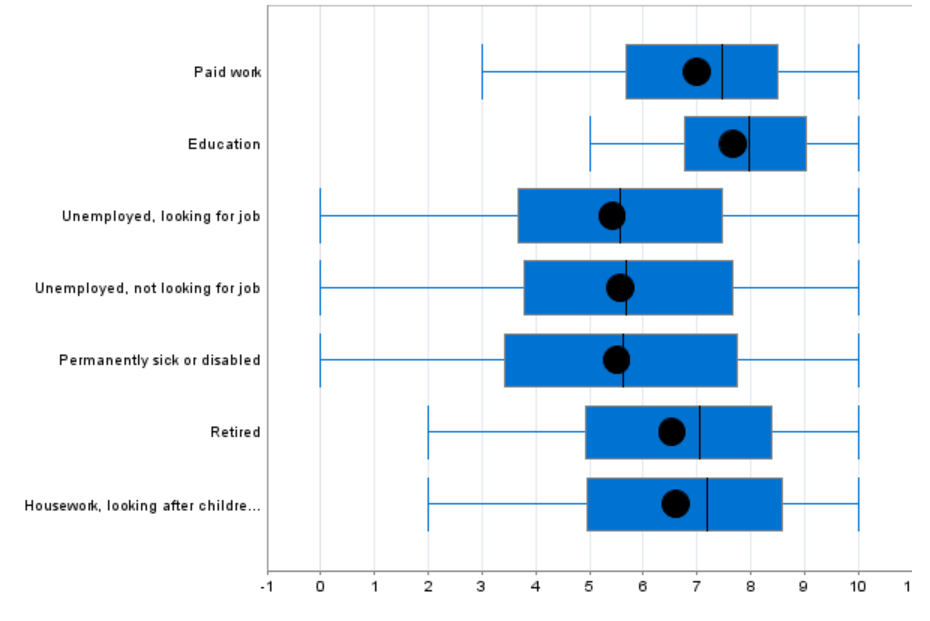 Paid work
Education
Unemployed, looking for job
Unemployed, not looking for job
Permanently sick or disabled
Retired
Housework, looking after childre...
-1 0 1 2 3 4 5 6 7 8 9 10 1